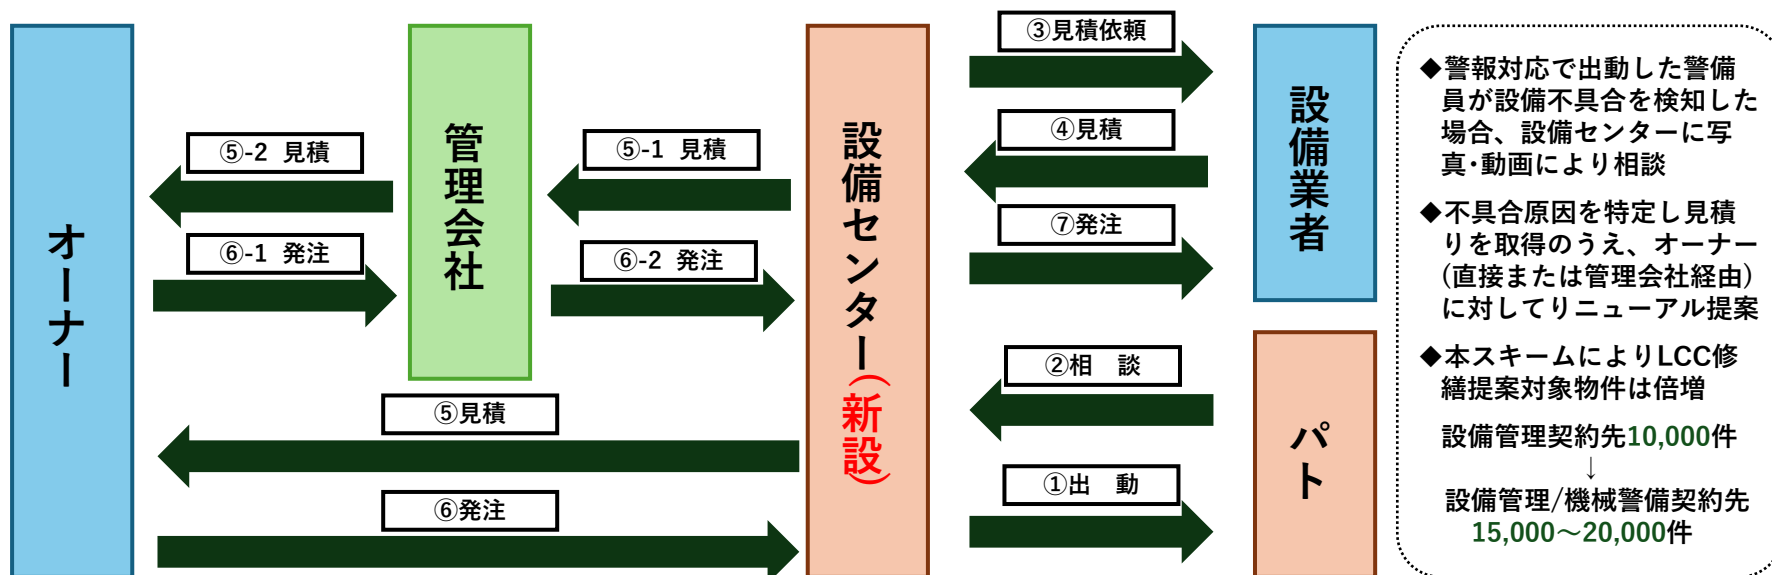 オーナー
⑤-2 見積
⑥-1 発注
管理会社
⑤-1 見積
⑥-2 発注
⑤見積
⑥発注
設備センター(新設)
③見積依頼
④見積
⑦発注
②相 談
①出 動
設備業者
パト
◆警報対応で出動した警備
員が設備不具合を検知した
場合、設備センターに写
真･動画により相談
◆不具合原因を特定し見積
りを取得のうえ、オーナー
(直接または管理会社経由)
に対してリニューアル提案
◆本スキームによりLCC修
繕提案対象物件は倍増
設備管理契約先10,000件
↓
設備管理/機械警備契約先
15,000～20,000件